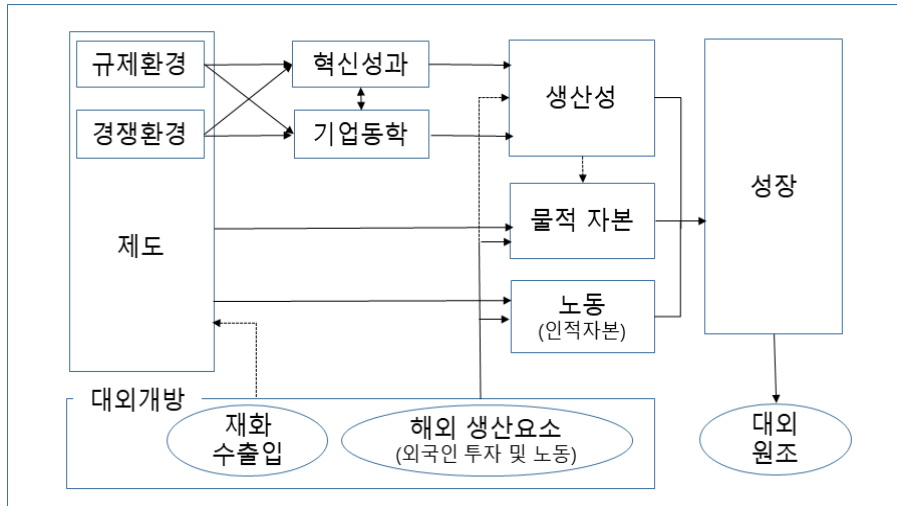 규제환경
혁신성과
생산성
성장
경쟁환경
기업동학
제도
물적 자본
노동
(인적자본)
대외개방
재화
수출입
해외 생산요소
(외국인 투자 및 노동)
대외
원조